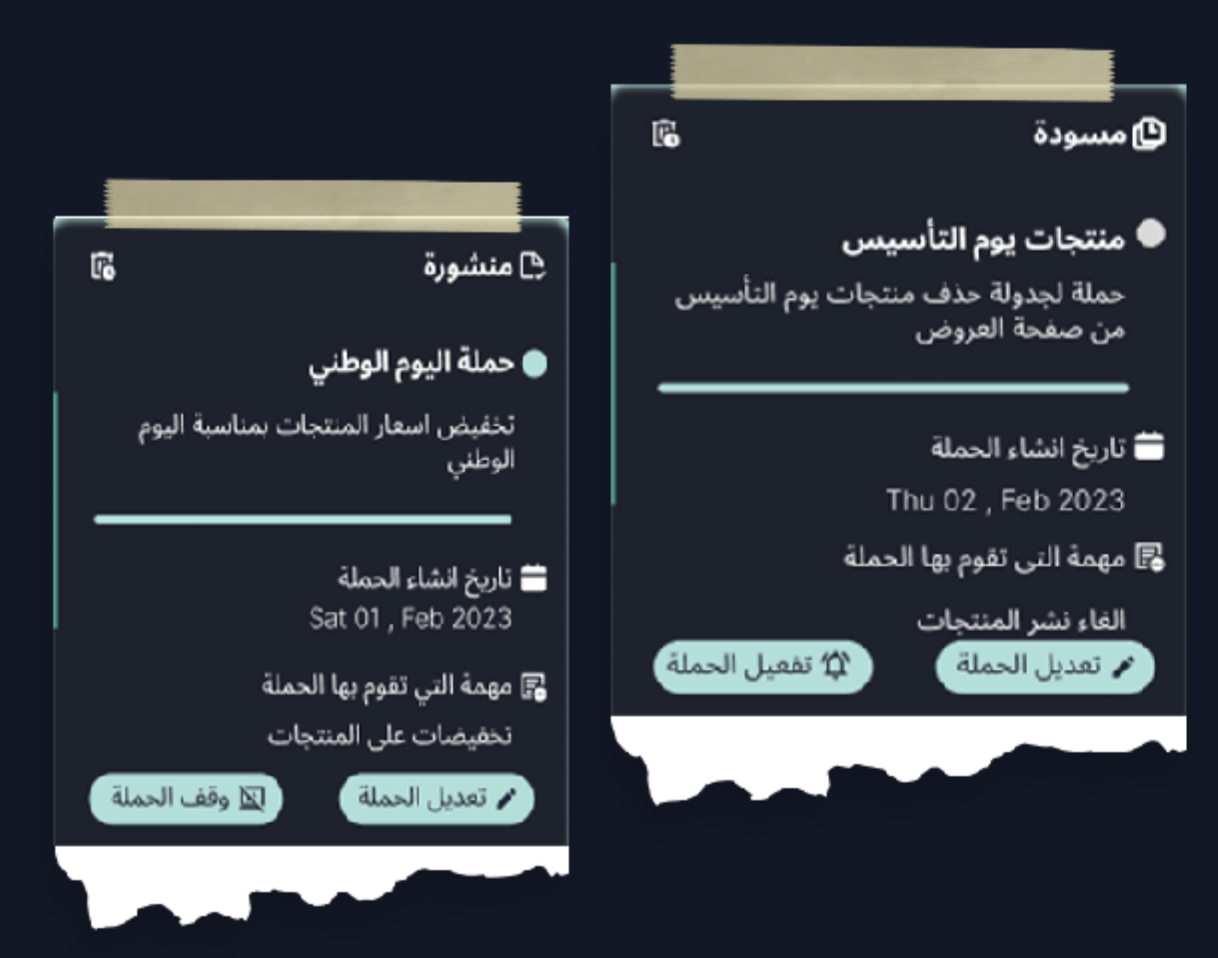 مسودة
منتجات يوم التأسيس
حملة لجدولة حذف منتجات يوم التأسيس
من صفحة العروض
تاريخ انشاء الحملة
Thu 02 , Feb 2023
مهمة التى تقوم بها الحملة
الغاء نشر المنتجات
تعديل الحملة
تفعيل الحملة
منشورة
حملة اليوم الوطني
تخفيض اسعار المنتجات بمناسبة اليوم
الوطني
تاريخ انشاء الحملة
Sat 01 , Feb 2023
مهمة التي تقوم بها الحملة
تخفيضات على المنتجات
تعديل الحملة
وقف الحملة